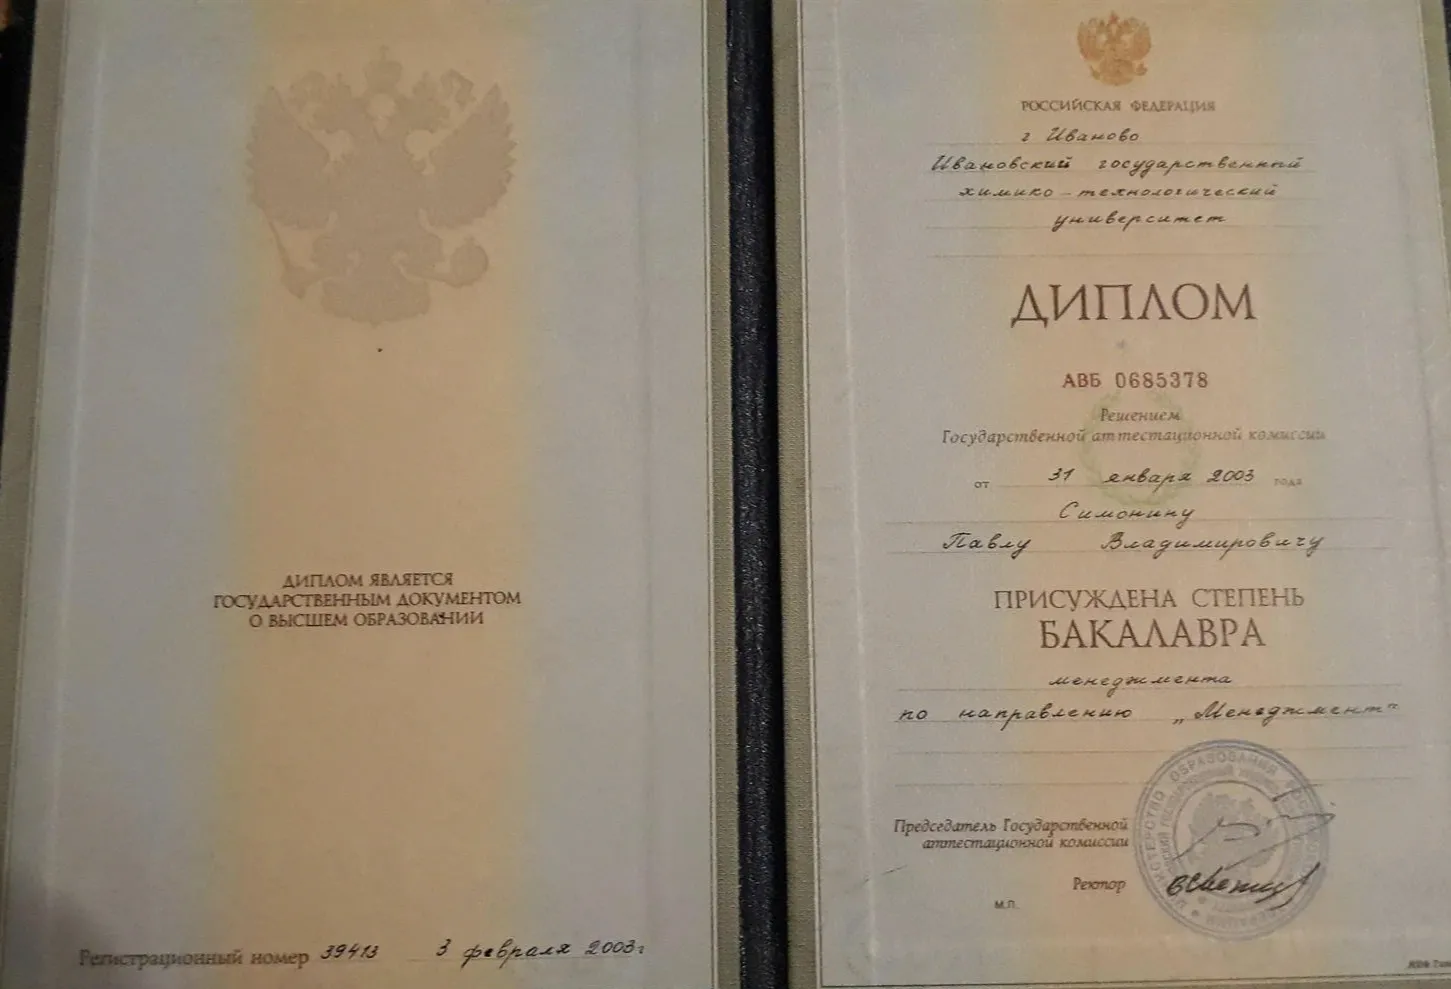 ДИПЛОМ ЯВЛЯЕТСЯ
ГОСУДАРСТВЕННЫМ ДОКУМЕНТОМ
О ВЫСШЕМ ОБРАЗОВАНИИ
Регистрационный номер 39413 3 февраля 2003г
РОССИЙСКАЯ ФЕДЕРАЦИЯ
г Иваново
Ивановский государственный
химико-технологический
университет
ДИПЛОМ
АВБ 0685378
Решением
Государственной аттестационной комиссии
от 31 января 2003 года
Симонину
Павлу Владимировичу
ПРИСУЖДЕНА СТЕПЕНЬ
БАКАЛАВРА
менеджмента
по направлению „Менеджмент"
Председатель Государственной
аттестационной комиссии
Ректор
М.П.